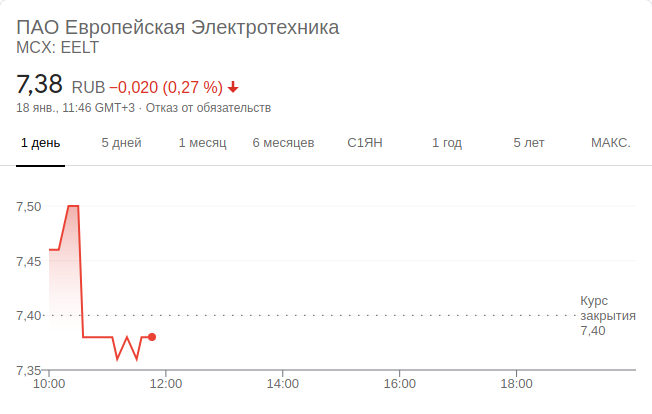 ПАО Европейская Электротехника
MCX: EELT
7,38 RUB −0,020 (0,27 %)
18 янв., 11:46 GMT+3 · Отказ от обязательств
1 день 5 дней 1 месяц 6 месяцев С1ЯН 1 год 5 лет МАКС.
7,50
7,45
7,40
7,35
Курс
закрытия
7,40
10:00 12:00 14:00 16:00 18:00